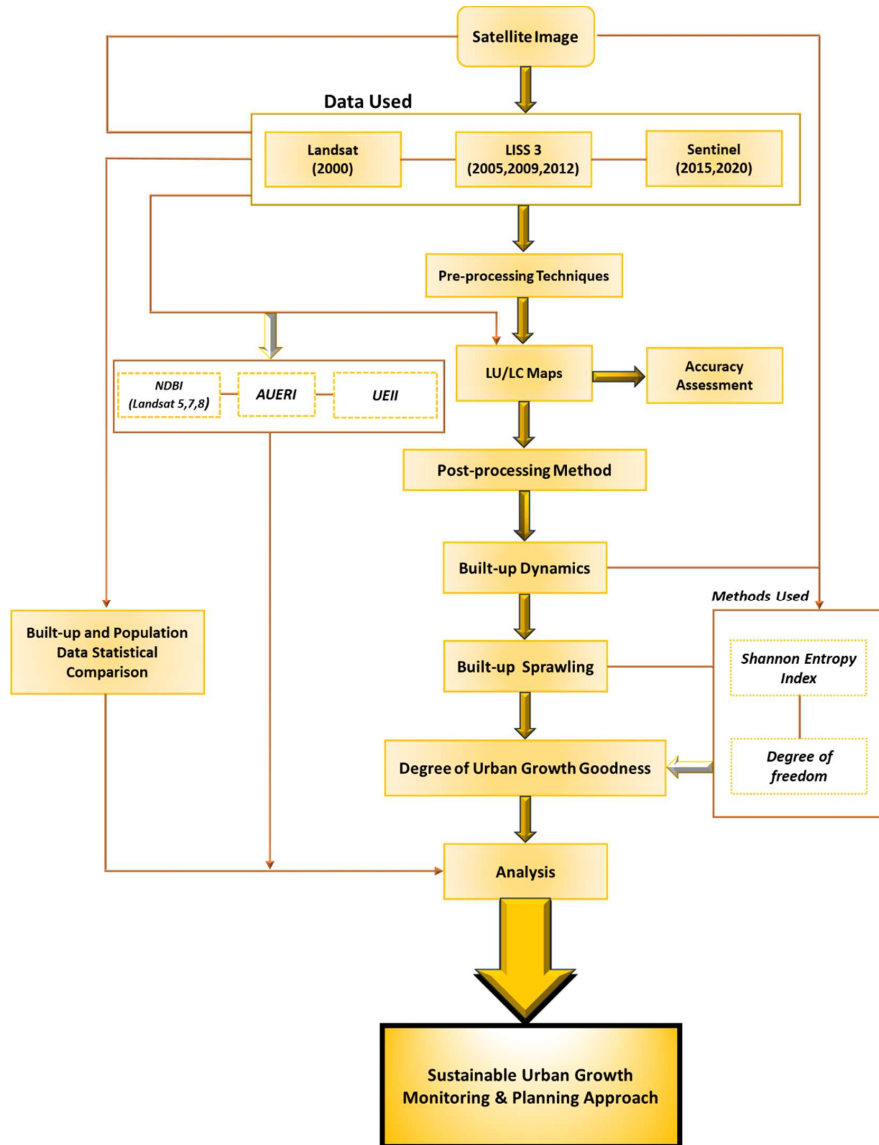 Satellite Image
Data Used
Landsat
(2000)
LISS 3
(2005,2009,2012)
Sentinel
(2015,2020)
Pre-processing Techniques
NDBI
(Landsat 5,7,8)
AUERI
UEII
LU/LC Maps
Accuracy
Assessment
Post-processing Method
Built-up Dynamics
Methods Used
Built-up and Population
Data Statistical
Comparison
Built-up Sprawling
Shannon Entropy
Index
Degree of Urban Growth Goodness
Degree of
freedom
Analysis
Sustainable Urban Growth
Monitoring & Planning Approach